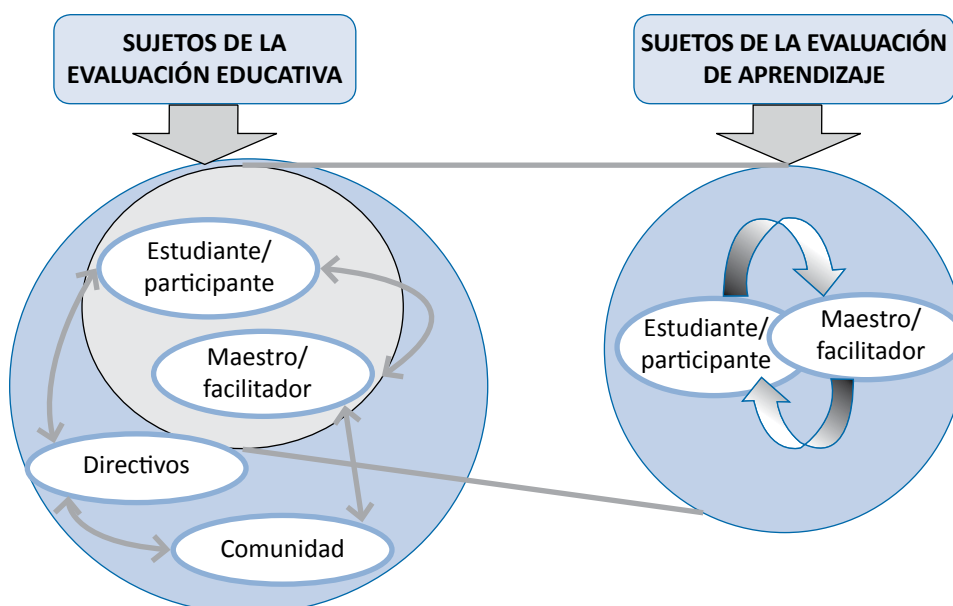 SUJETOS DE LA
EVALUACIÓN EDUCATIVA
SUJETOS DE LA EVALUACIÓN
DE APRENDIZAJE
Estudiante/
participante
Maestro/
facilitador
Directivos
Comunidad
Estudiante/
participante
Maestro/
facilitador